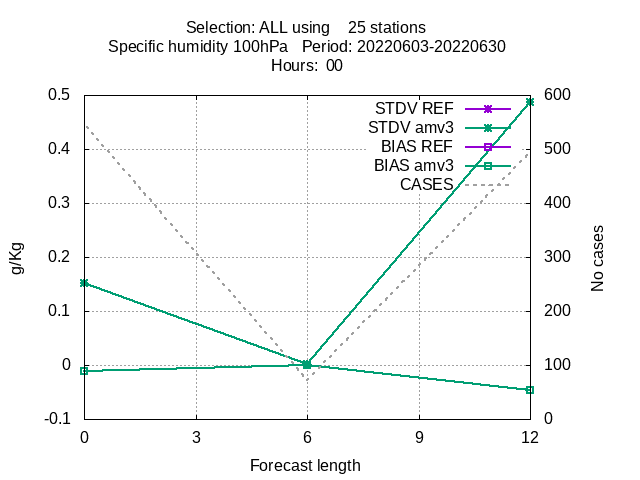 Selection: ALL using 25 stations
Specific humidity 100hPa Period: 20220603-20220630
Hours: 00
STDV REF
STDV amv3
BIAS REF
BIAS amv3
CASES
0.5
0.4
0.3
0.2
0.1
0
-0.1
g/Kg
600
500
400
300
200
100
0
No cases
0 3 6 9 12
Forecast length